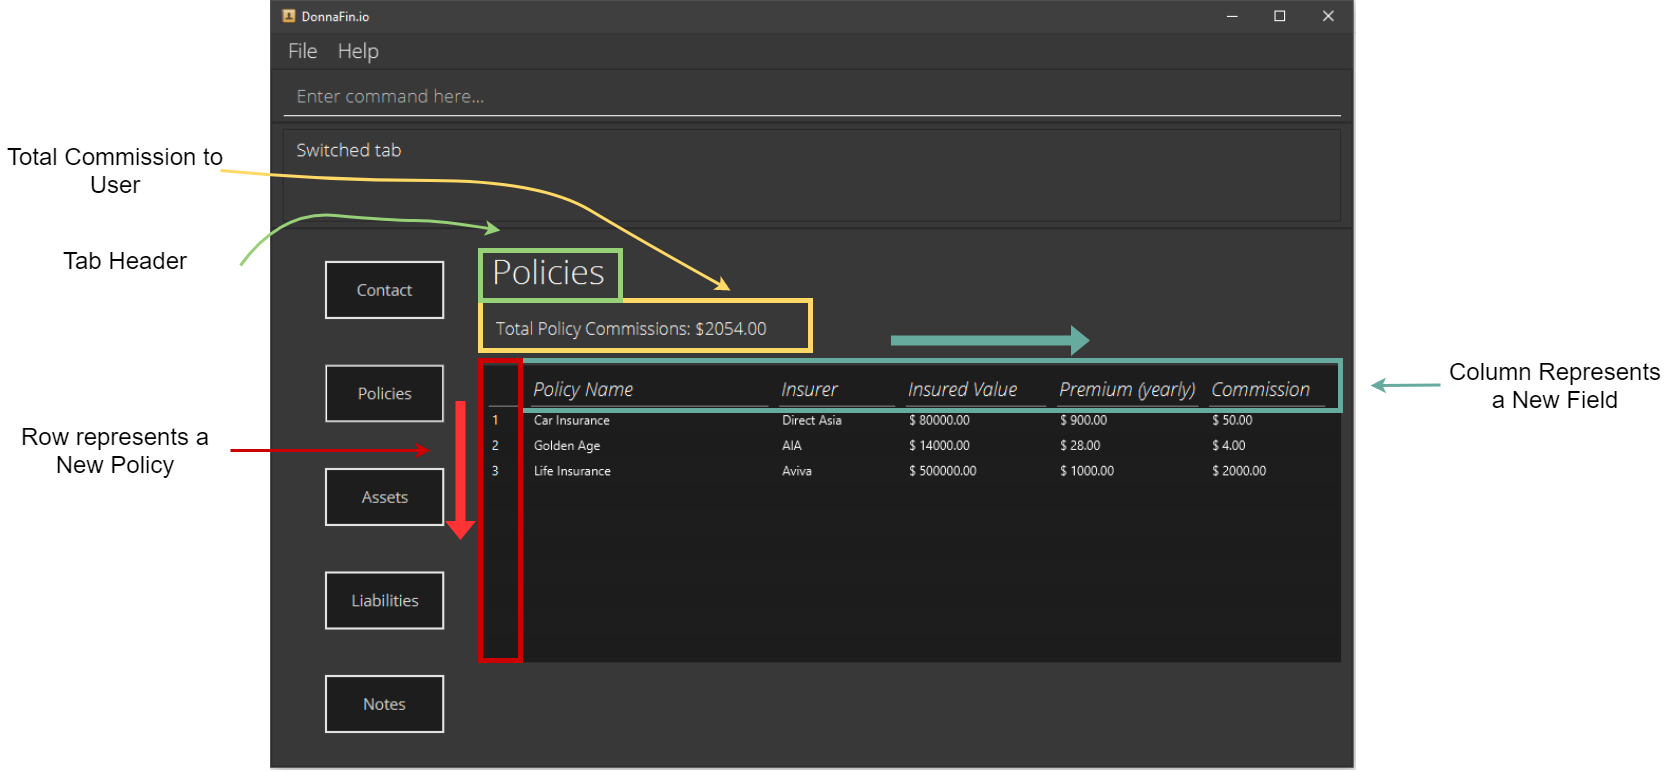 DonnaFin.io
File Help
Enter command here...
Switched tab
Total Commission to
User
Tab Header
Row represents a
New Policy
Column Represents
a New Field
Contact
Policies
Assets
Liabilities
Notes
Policies
Total Policy Commissions: $2054.00
Policy Name Insurer Insured Value Premium (yearly) Commission
1 Car Insurance Direct Asia $ 80000.00 $ 900.00 $ 50.00
2 Golden Age AIA $ 14000.00 $ 28.00 $ 4.00
3 Life Insurance Aviva $ 500000.00 $ 1000.00 $ 2000.00